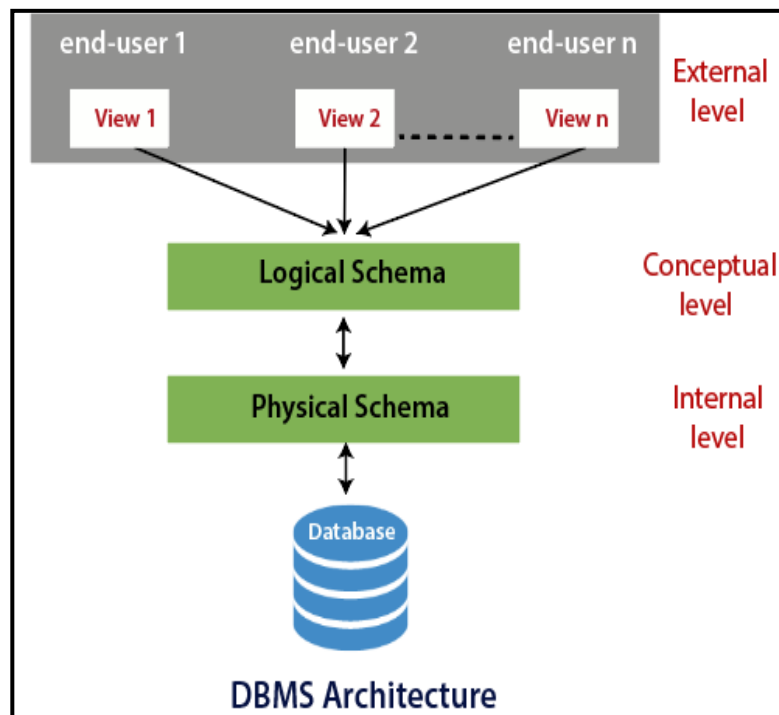 end-user 1 end-user 2 end-user n
View 1 View 2 View n
External
level
Logical Schema
Conceptual
level
Physical Schema
Internal
level
Database
DBMS Architecture